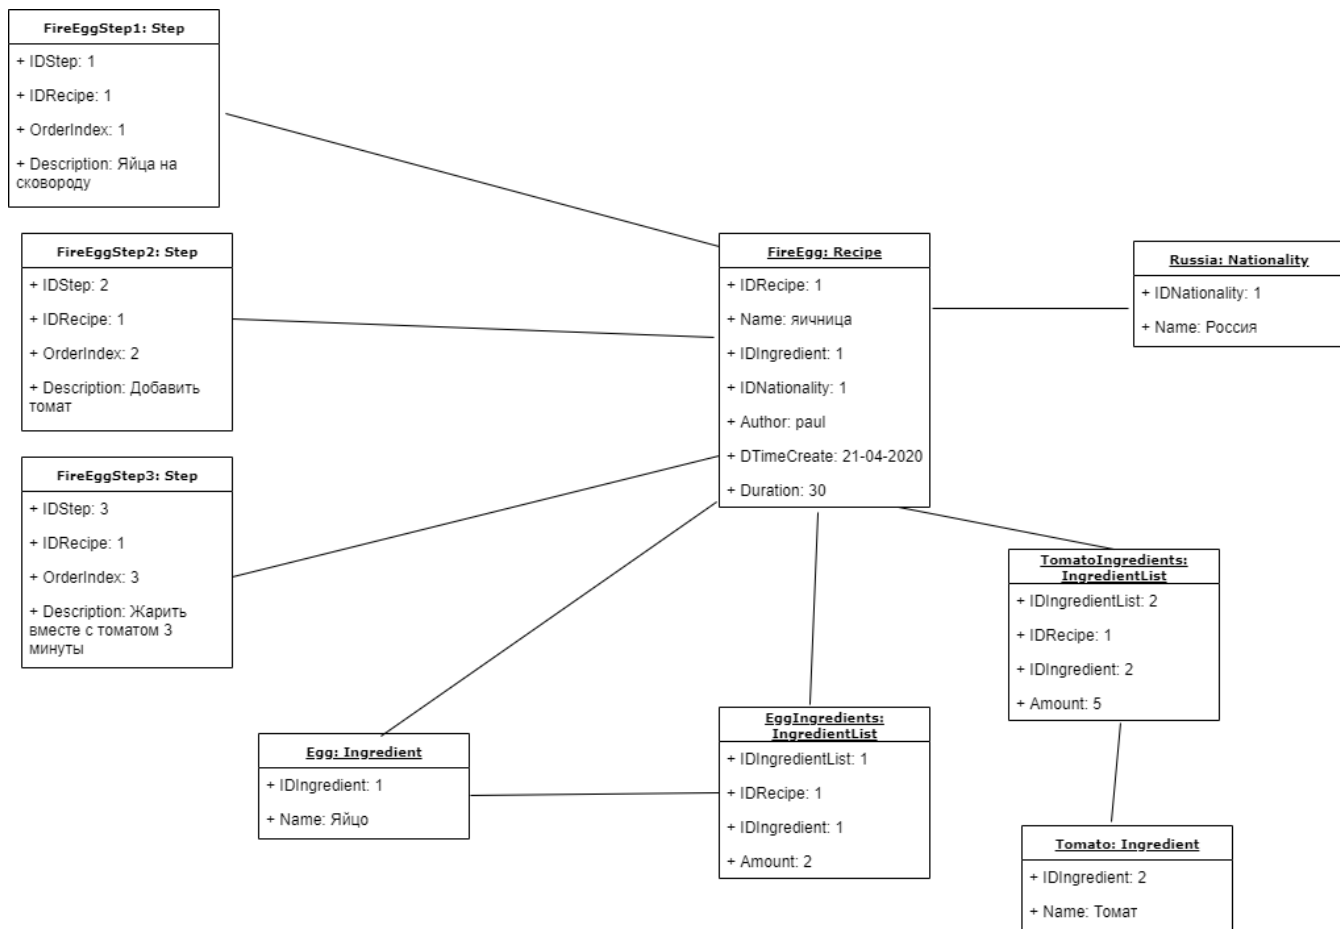 FireEggStep1: Step
+ IDStep: 1
+ IDRecipe: 1
+ OrderIndex: 1
+ Description: Яйца на
сковороду
FireEggStep2: Step
+ IDStep: 2
+ IDRecipe: 1
+ OrderIndex: 2
+ Description: Добавить
томат
FireEggStep3: Step
+ IDStep: 3
+ IDRecipe: 1
+ OrderIndex: 3
+ Description: Жарить
вместе с томатом 3
минуты
FireEgg: Recipe
+ IDRecipe: 1
+ Name: яичница
+ IDIngredient: 1
+ IDNationality: 1
+ Author: paul
+ DTimeCreate: 21-04-2020
+ Duration: 30
Russia: Nationality
+ IDNationality: 1
+ Name: Россия
Egg: Ingredient
+ IDIngredient: 1
+ Name: Яйцо
EggIngredients:
IngredientList
+ IDIngredientList: 1
+ IDRecipe: 1
+ IDIngredient: 1
+ Amount: 2
TomatoIngredients:
IngredientList
+ IDIngredientList: 2
+ IDRecipe: 1
+ IDIngredient: 2
+ Amount: 5
Tomato: Ingredient
+ IDIngredient: 2
+ Name: Томат